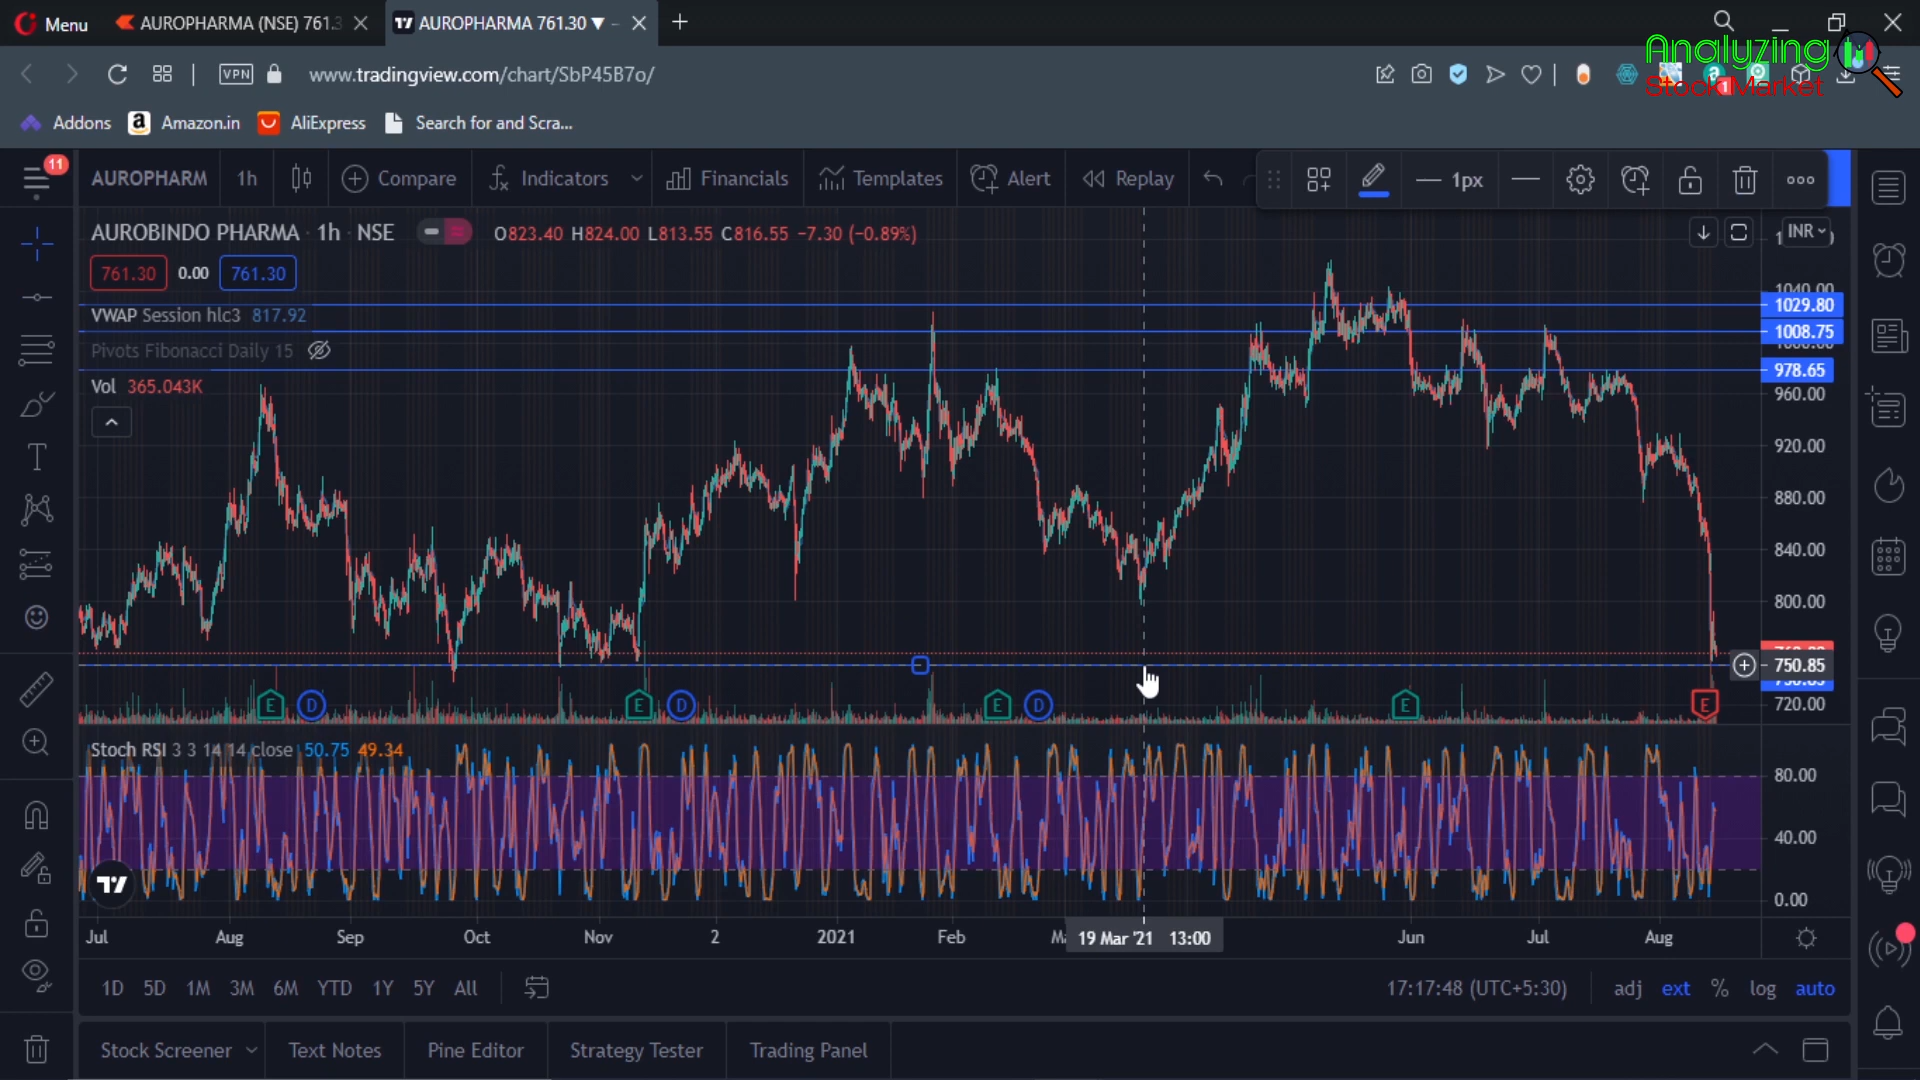 Menu
AUROPHARMA (NSE) 761.3
AUROPHARMA 761.30 ▼ –
Analyzing
Stock Market
VPN
www.tradingview.com/chart/SbP45B7o/
1
Addons
Amazon.in
AliExpress
Search for and Scra...
11
AUROPHARM
1h
Compare
Indicators
Financials
Templates
Alert
Replay
1px
AUROBINDO PHARMA · 1h · NSE
O823.40 H824.00 L813.55 C816.55 −7.30 (−0.89%)
INR
761.30
0.00
761.30
1040.00
1029.80
VWAP Session hlc3 817.92
1008.75
Pivots Fibonacci Daily 15
978.65
Vol 365.043K
960.00
920.00
880.00
840.00
800.00
750.85
720.00
E D E D E D E E
Stoch RSI 3 3 14 14 close 50.75 49.34
80.00
40.00
0.00
Jul Aug Sep Oct Nov 2 2021 Feb 19 Mar '21 13:00 Jun Jul Aug
1D 5D 1M 3M 6M YTD 1Y 5Y All
17:17:48 (UTC+5:30)
adj ext % log auto
Stock Screener
Text Notes
Pine Editor
Strategy Tester
Trading Panel